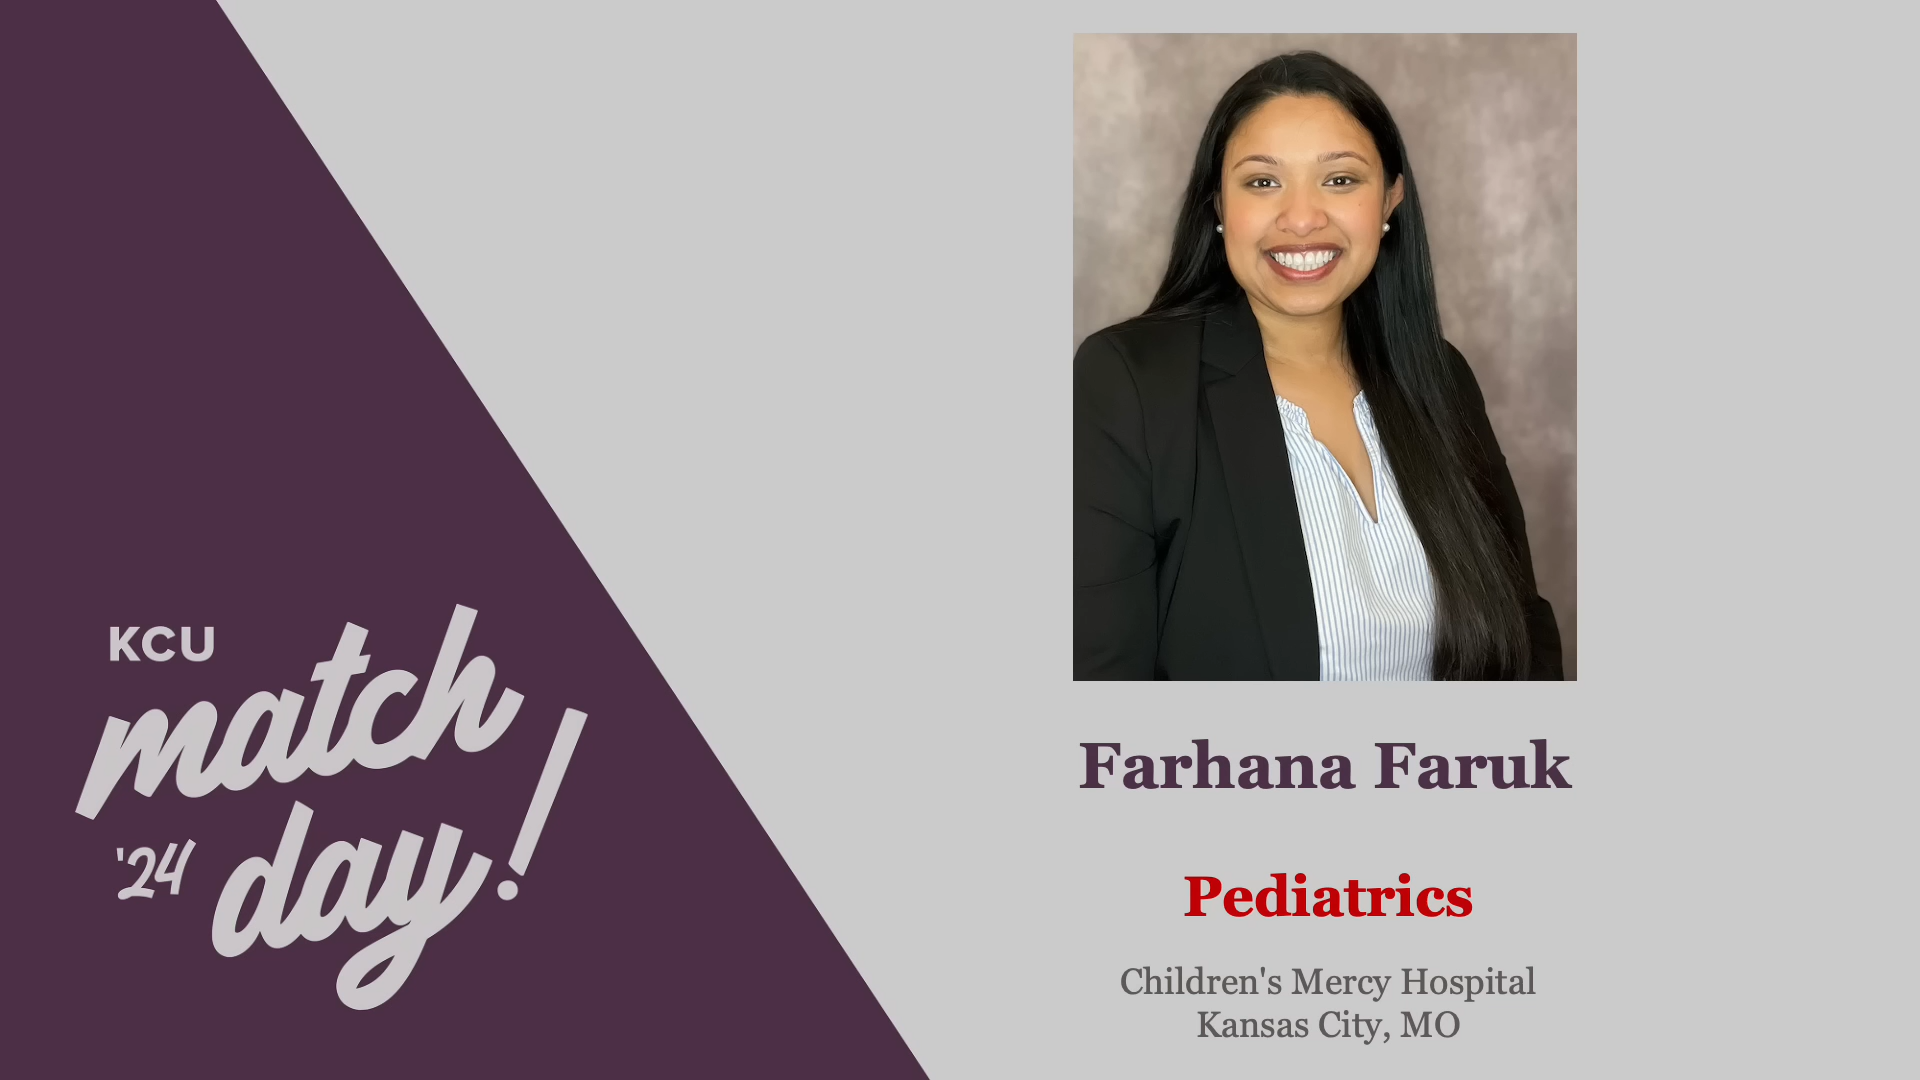 KCU
match
'24 day!
Farhana Faruk
Pediatrics
Children's Mercy Hospital
Kansas City, MO